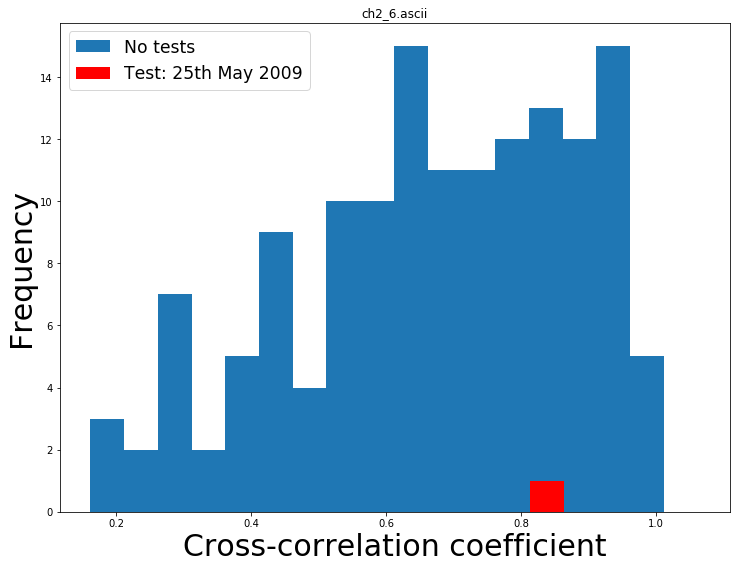 ch2_6.ascii
No tests
Test: 25th May 2009
Frequency
14
12
10
8
6
4
2
0
0.2 0.4 0.6 0.8 1.0
Cross-correlation coefficient